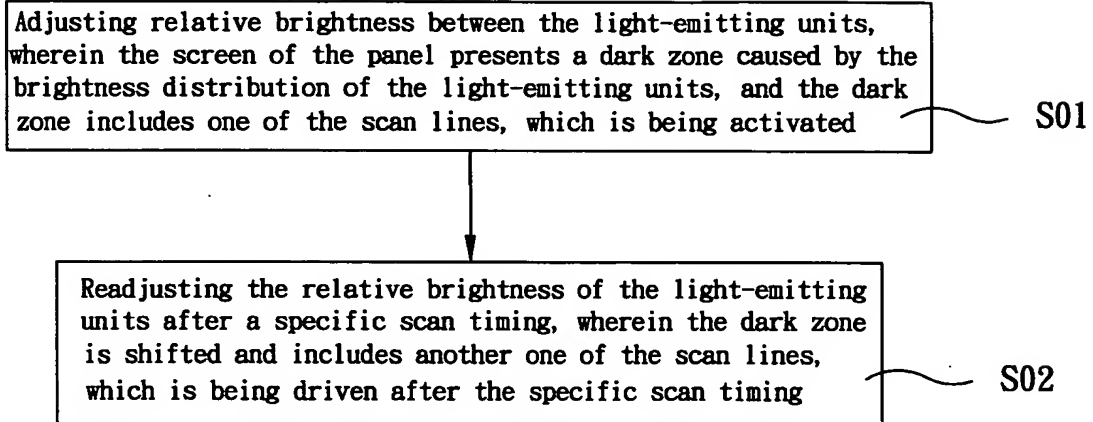 Adjusting relative brightness between the light-emitting units,
wherein the screen of the panel presents a dark zone caused by the
brightness distribution of the light-emitting units, and the dark
zone includes one of the scan lines, which is being activated
S01
Readjusting the relative brightness of the light-emitting
units after a specific scan timing, wherein the dark zone
is shifted and includes another one of the scan lines,
which is being driven after the specific scan timing
S02